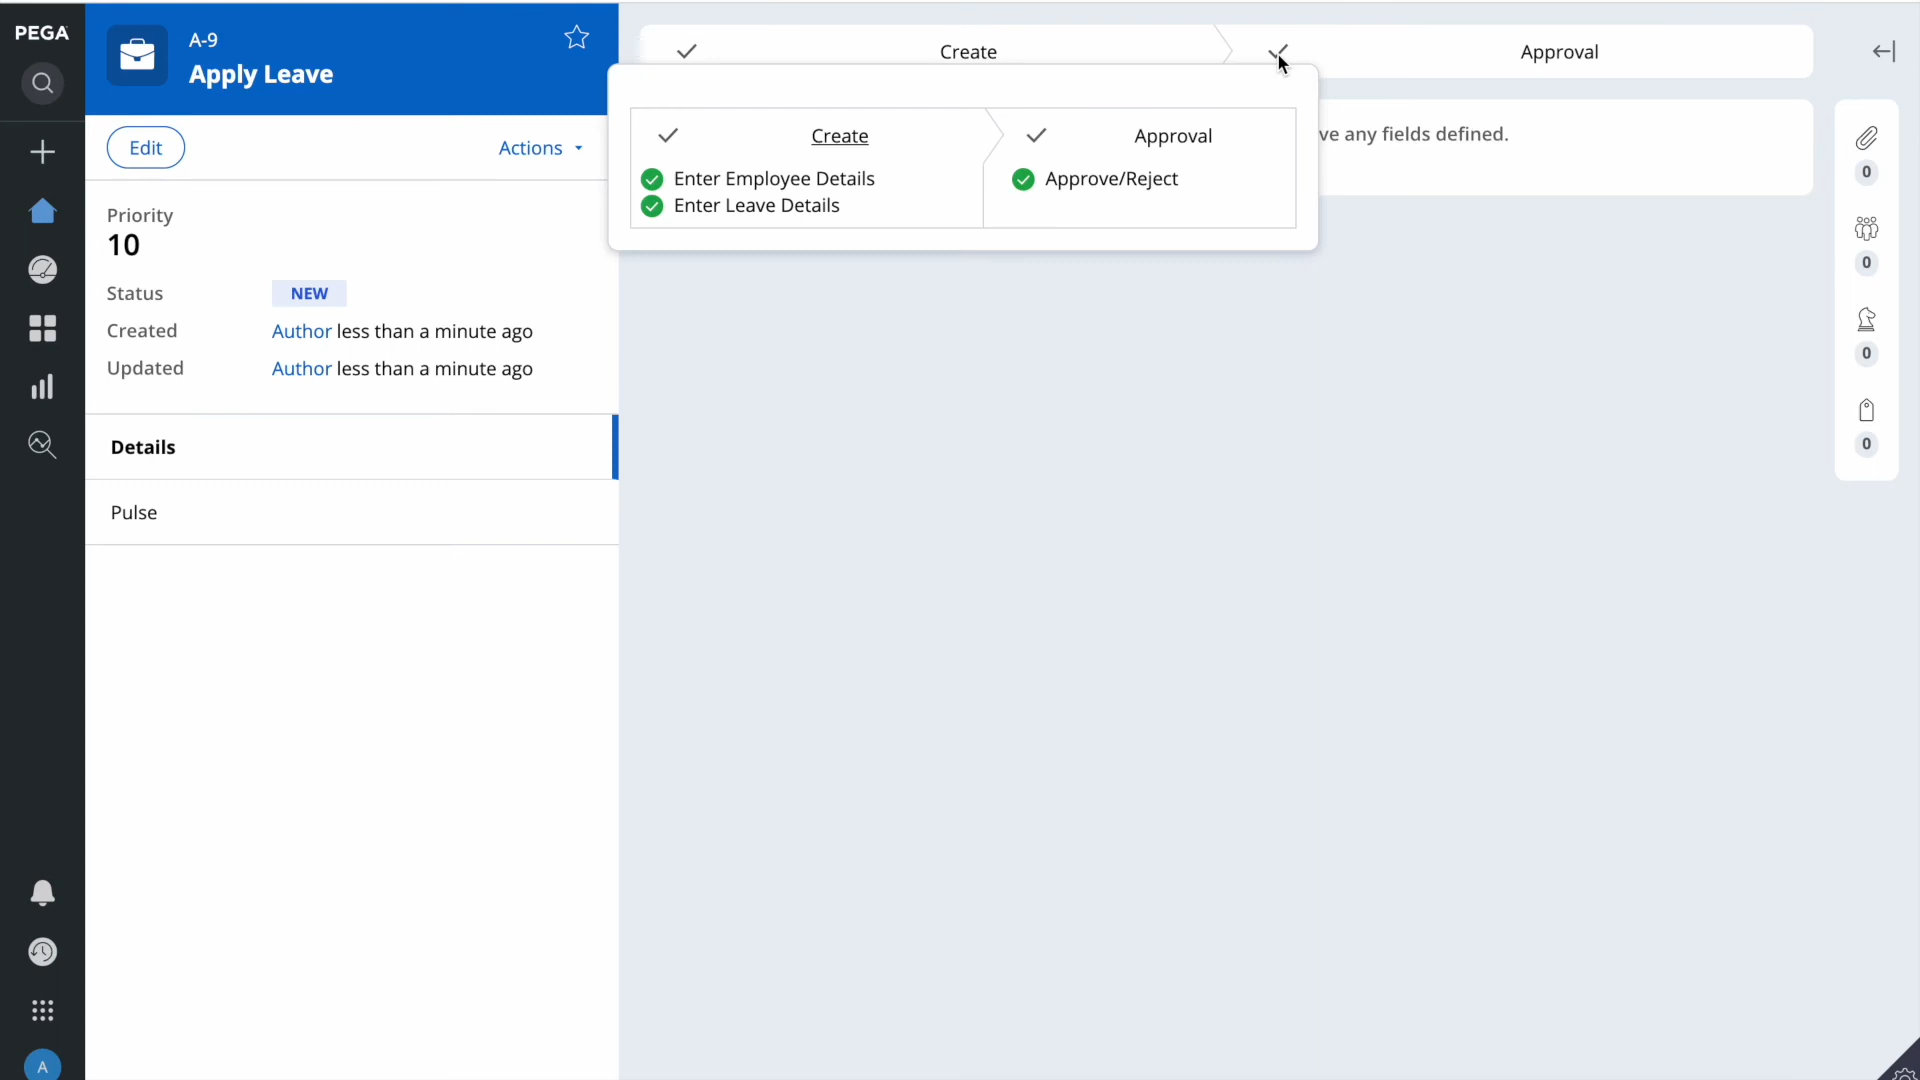 PEGA
A-9
Apply Leave
Edit
Actions
Priority
10
Status NEW
Created Author less than a minute ago
Updated Author less than a minute ago
Details
Pulse
A
Create Approval
Create Approval
Enter Employee Details Approve/Reject
Enter Leave Details
ve any fields defined.
0
0
0
0